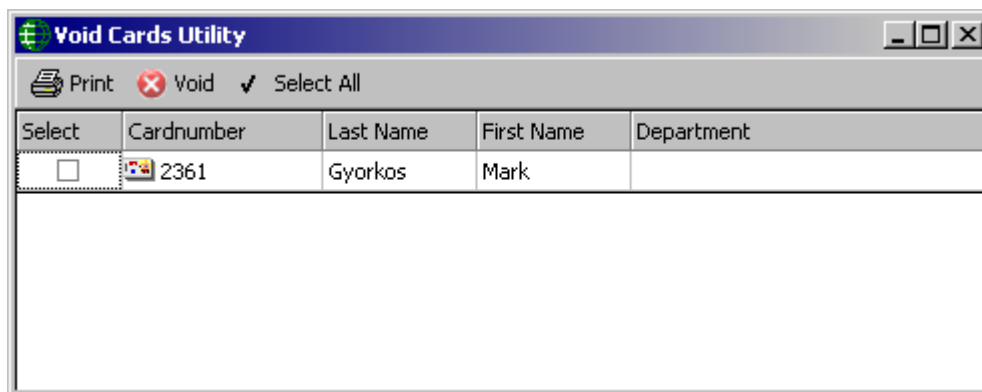 Void Cards Utility
Print Void Select All
Select Cardnumber Last Name First Name Department
2361 Gyorkos Mark